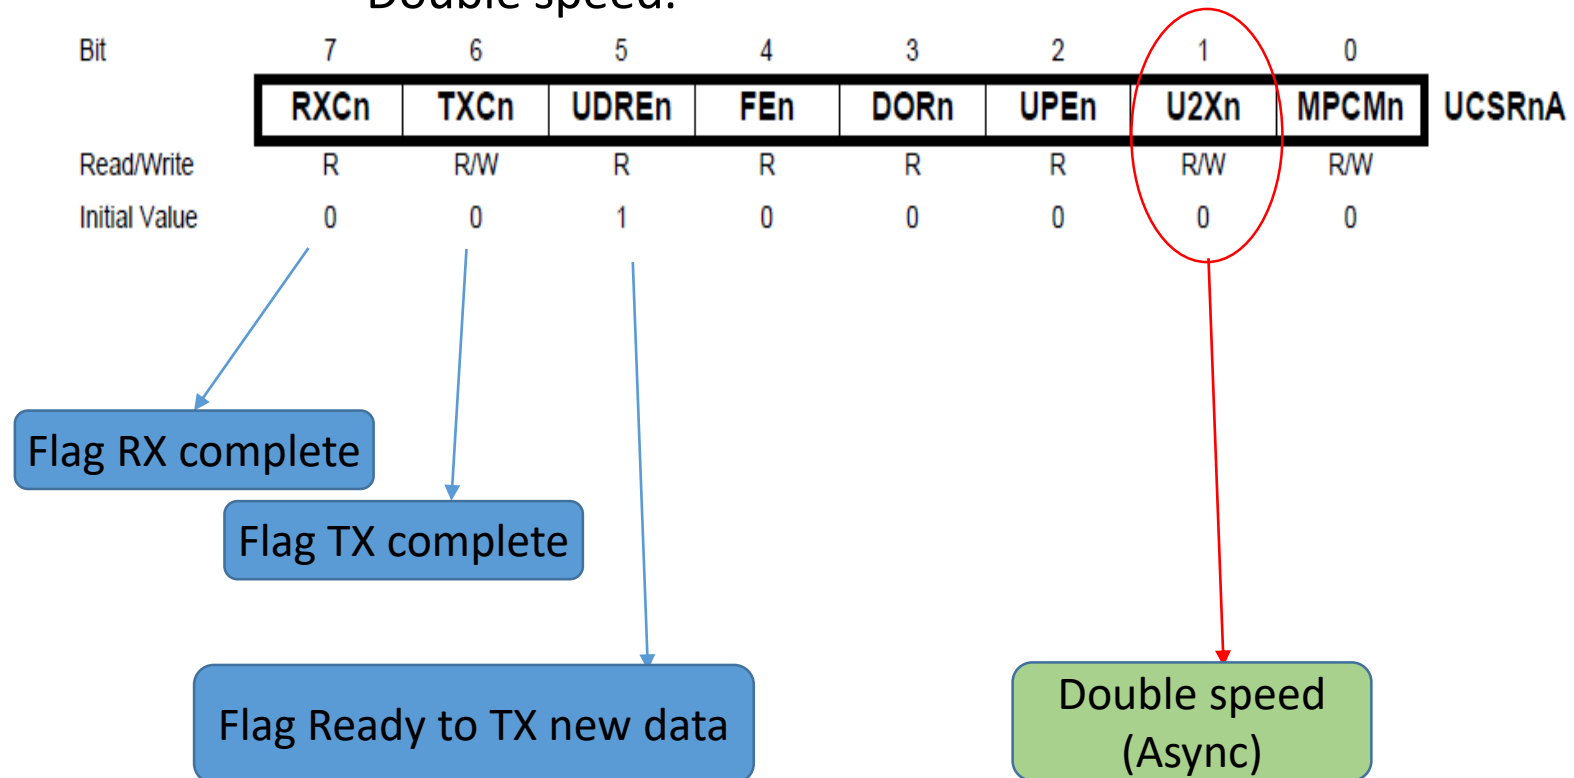 Double speed:
Bit 7 6 5 4 3 2 1 0
RXCn TXCn UDREn FEn DORn UPEn U2Xn MPCMn UCSRnA
Read/Write R R/W R R R R R/W R/W
Initial Value 0 0 1 0 0 0 0 0
Flag RX complete
Flag TX complete
Flag Ready to TX new data
Double speed
(Async)